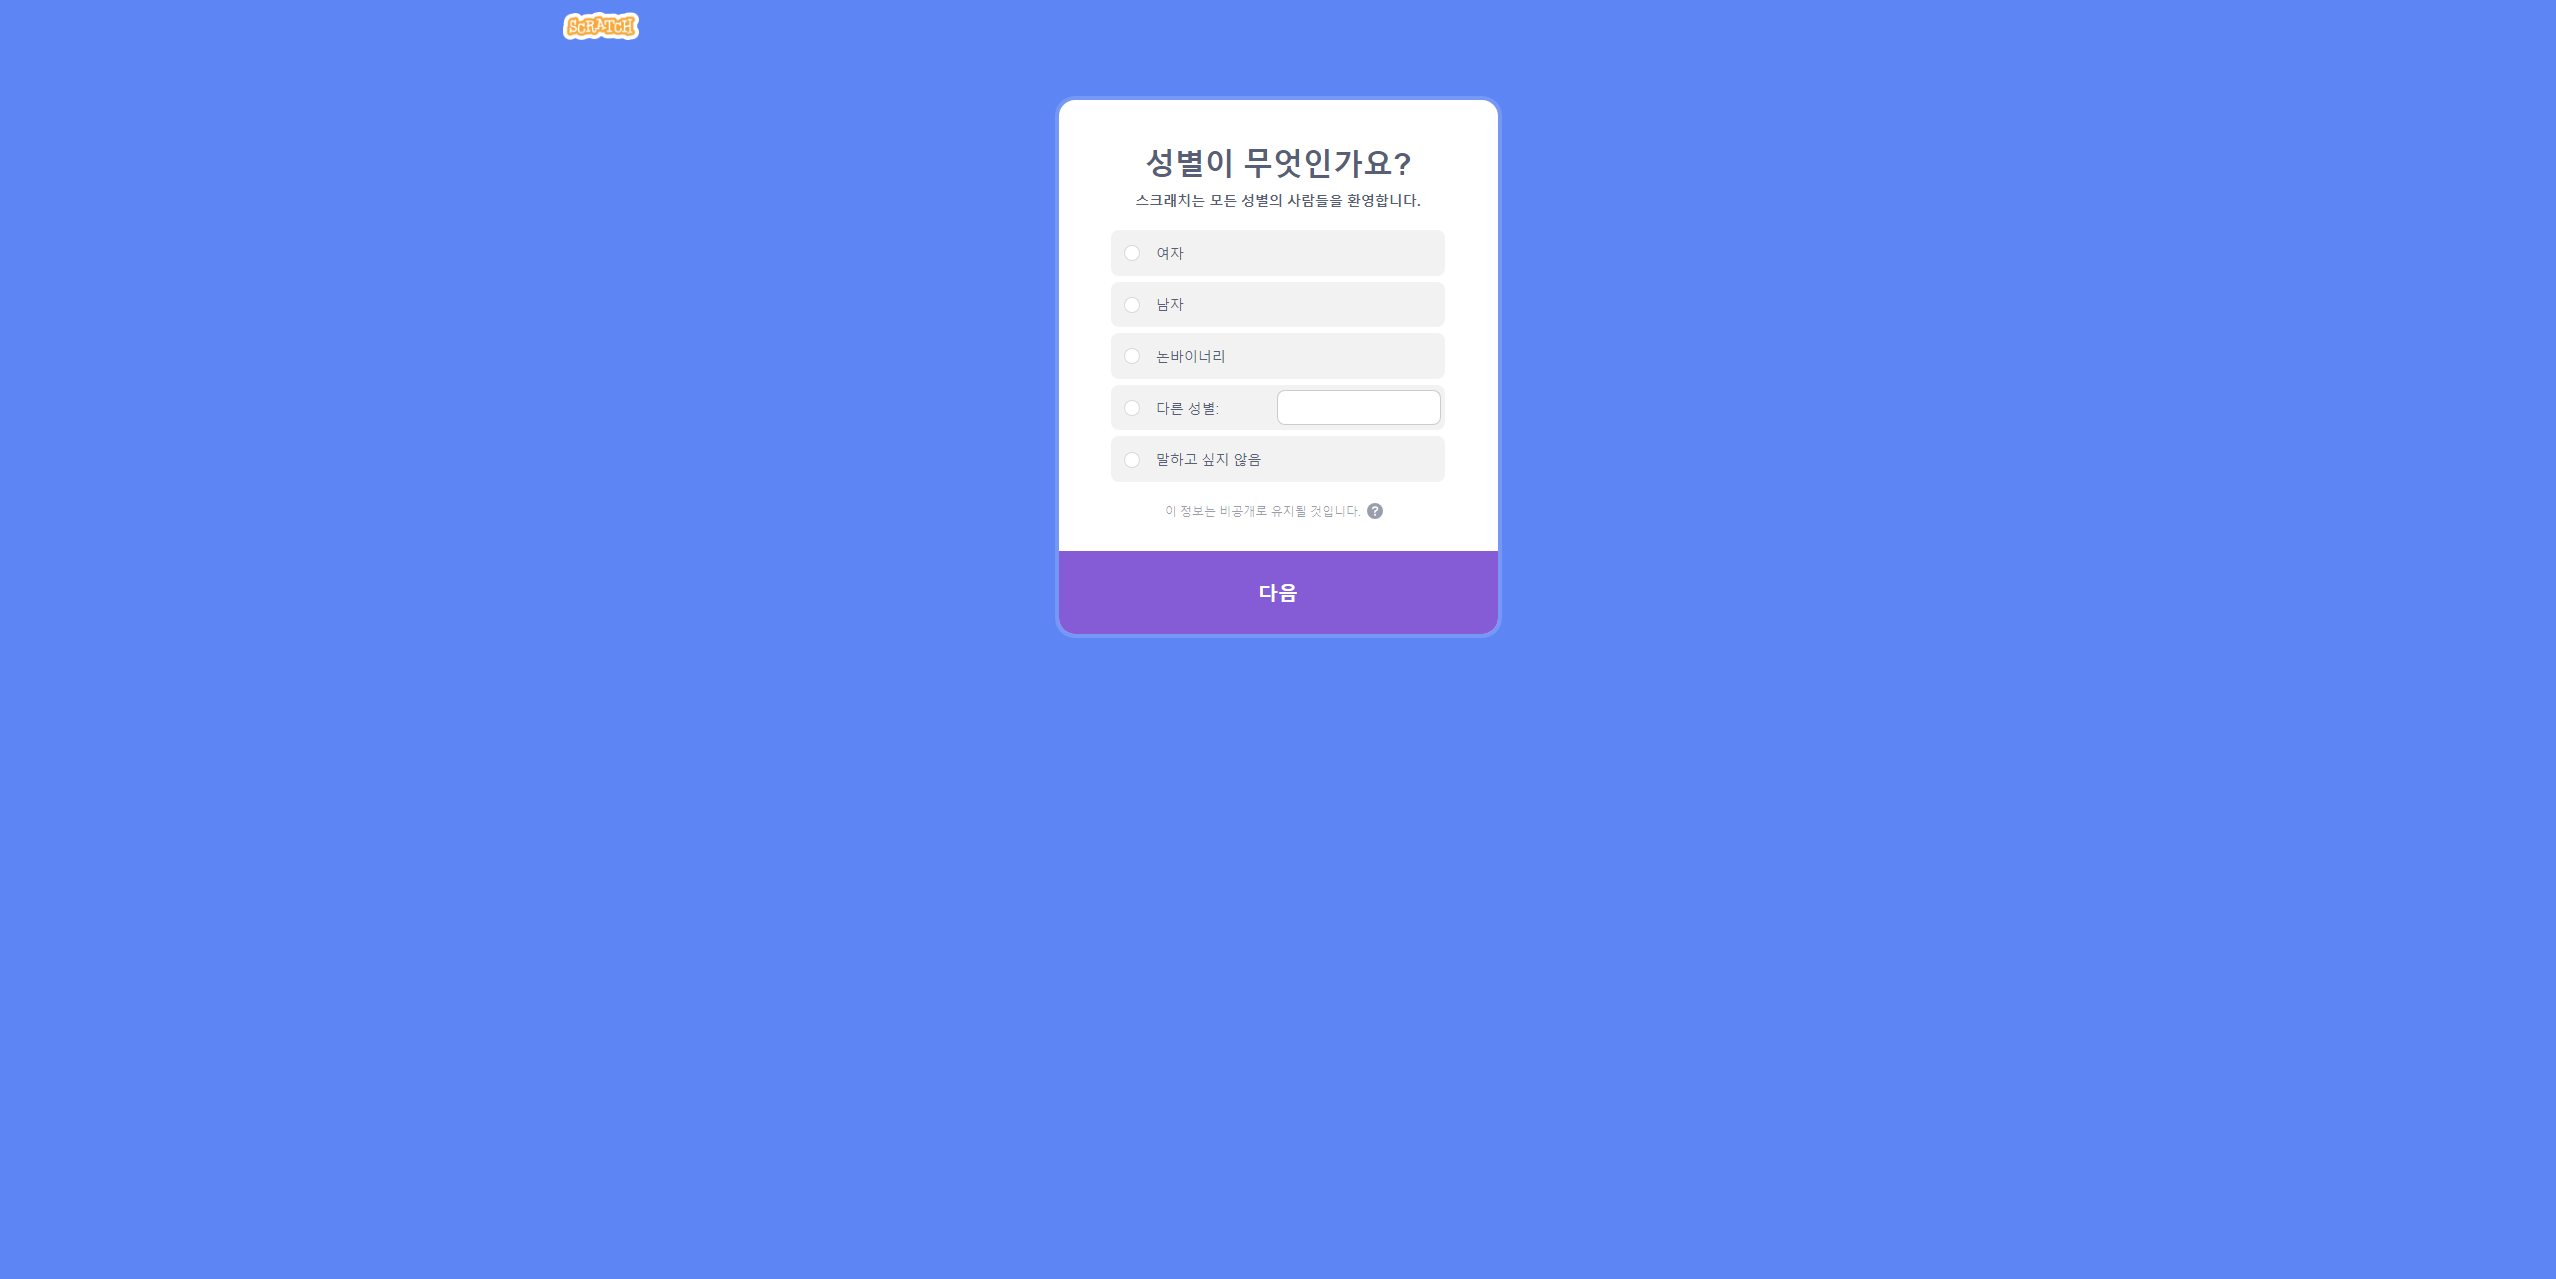 SCRATCH
성별이 무엇인가요?
스크래치는 모든 성별의 사람들을 환영합니다.
여자
남자
논바이너리
다른 성별:
말하고 싶지 않음
이 정보는 비공개로 유지될 것입니다. ?
다음